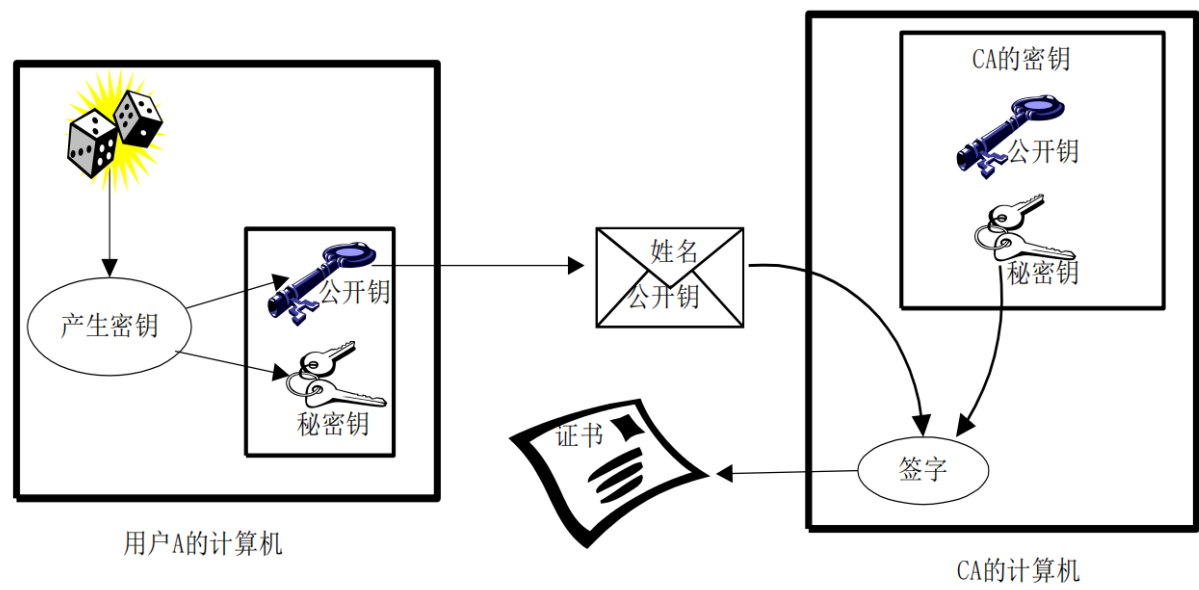 产生密钥
公开钥
秘密钥
用户A的计算机
姓名
公开钥
证书
CA的密钥
公开钥
秘密钥
签字
CA的计算机